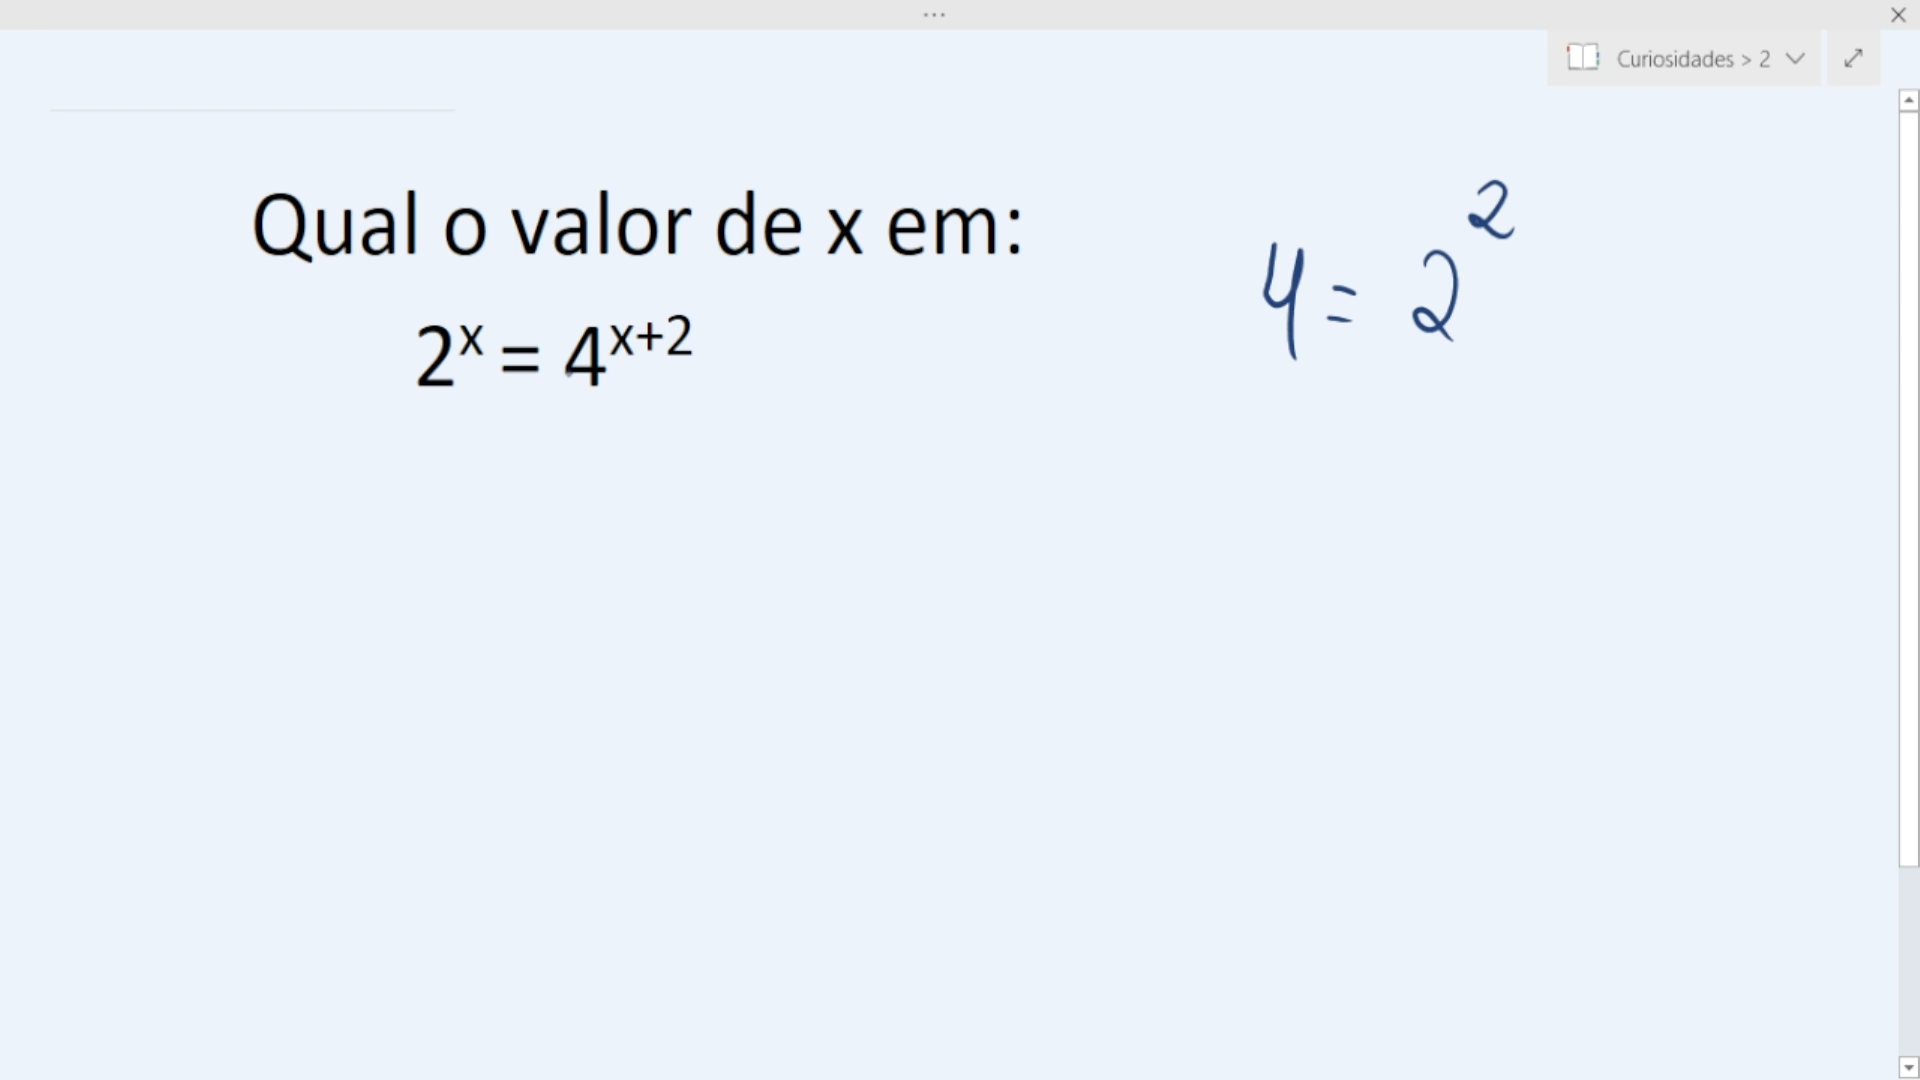 Curiosidades > 2
Qual o valor de x em:
4 = 2²
2ˣ = 4ˣ⁺²